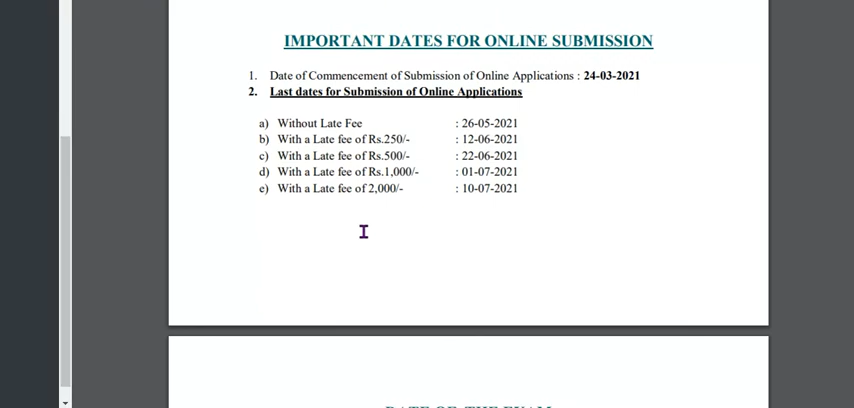 IMPORTANT DATES FOR ONLINE SUBMISSION
1. Date of Commencement of Submission of Online Applications : 24-03-2021
2. Last dates for Submission of Online Applications
a) Without Late Fee : 26-05-2021
b) With a Late fee of Rs.250/- : 12-06-2021
c) With a Late fee of Rs.500/- : 22-06-2021
d) With a Late fee of Rs.1,000/- : 01-07-2021
e) With a Late fee of 2,000/- : 10-07-2021